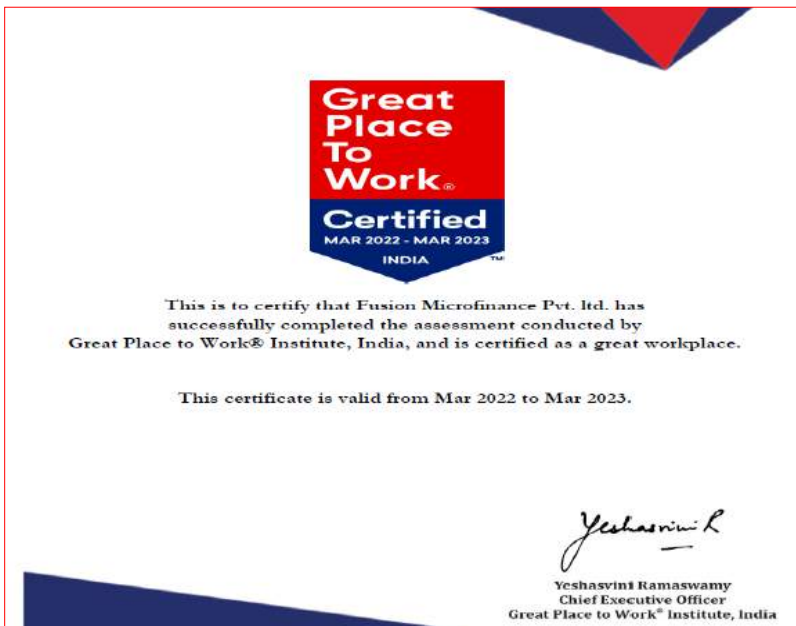 Great
Place
To
Work®
Certified
MAR 2022 - MAR 2023
INDIA
TM
This is to certify that Fusion Microfinance Pvt. ltd. has
successfully completed the assessment conducted by
Great Place to Work® Institute, India, and is certified as a great workplace.
This certificate is valid from Mar 2022 to Mar 2023.
Yeshasvini R
Yeshasvini Ramaswamy
Chief Executive Officer
Great Place to Work® Institute, India